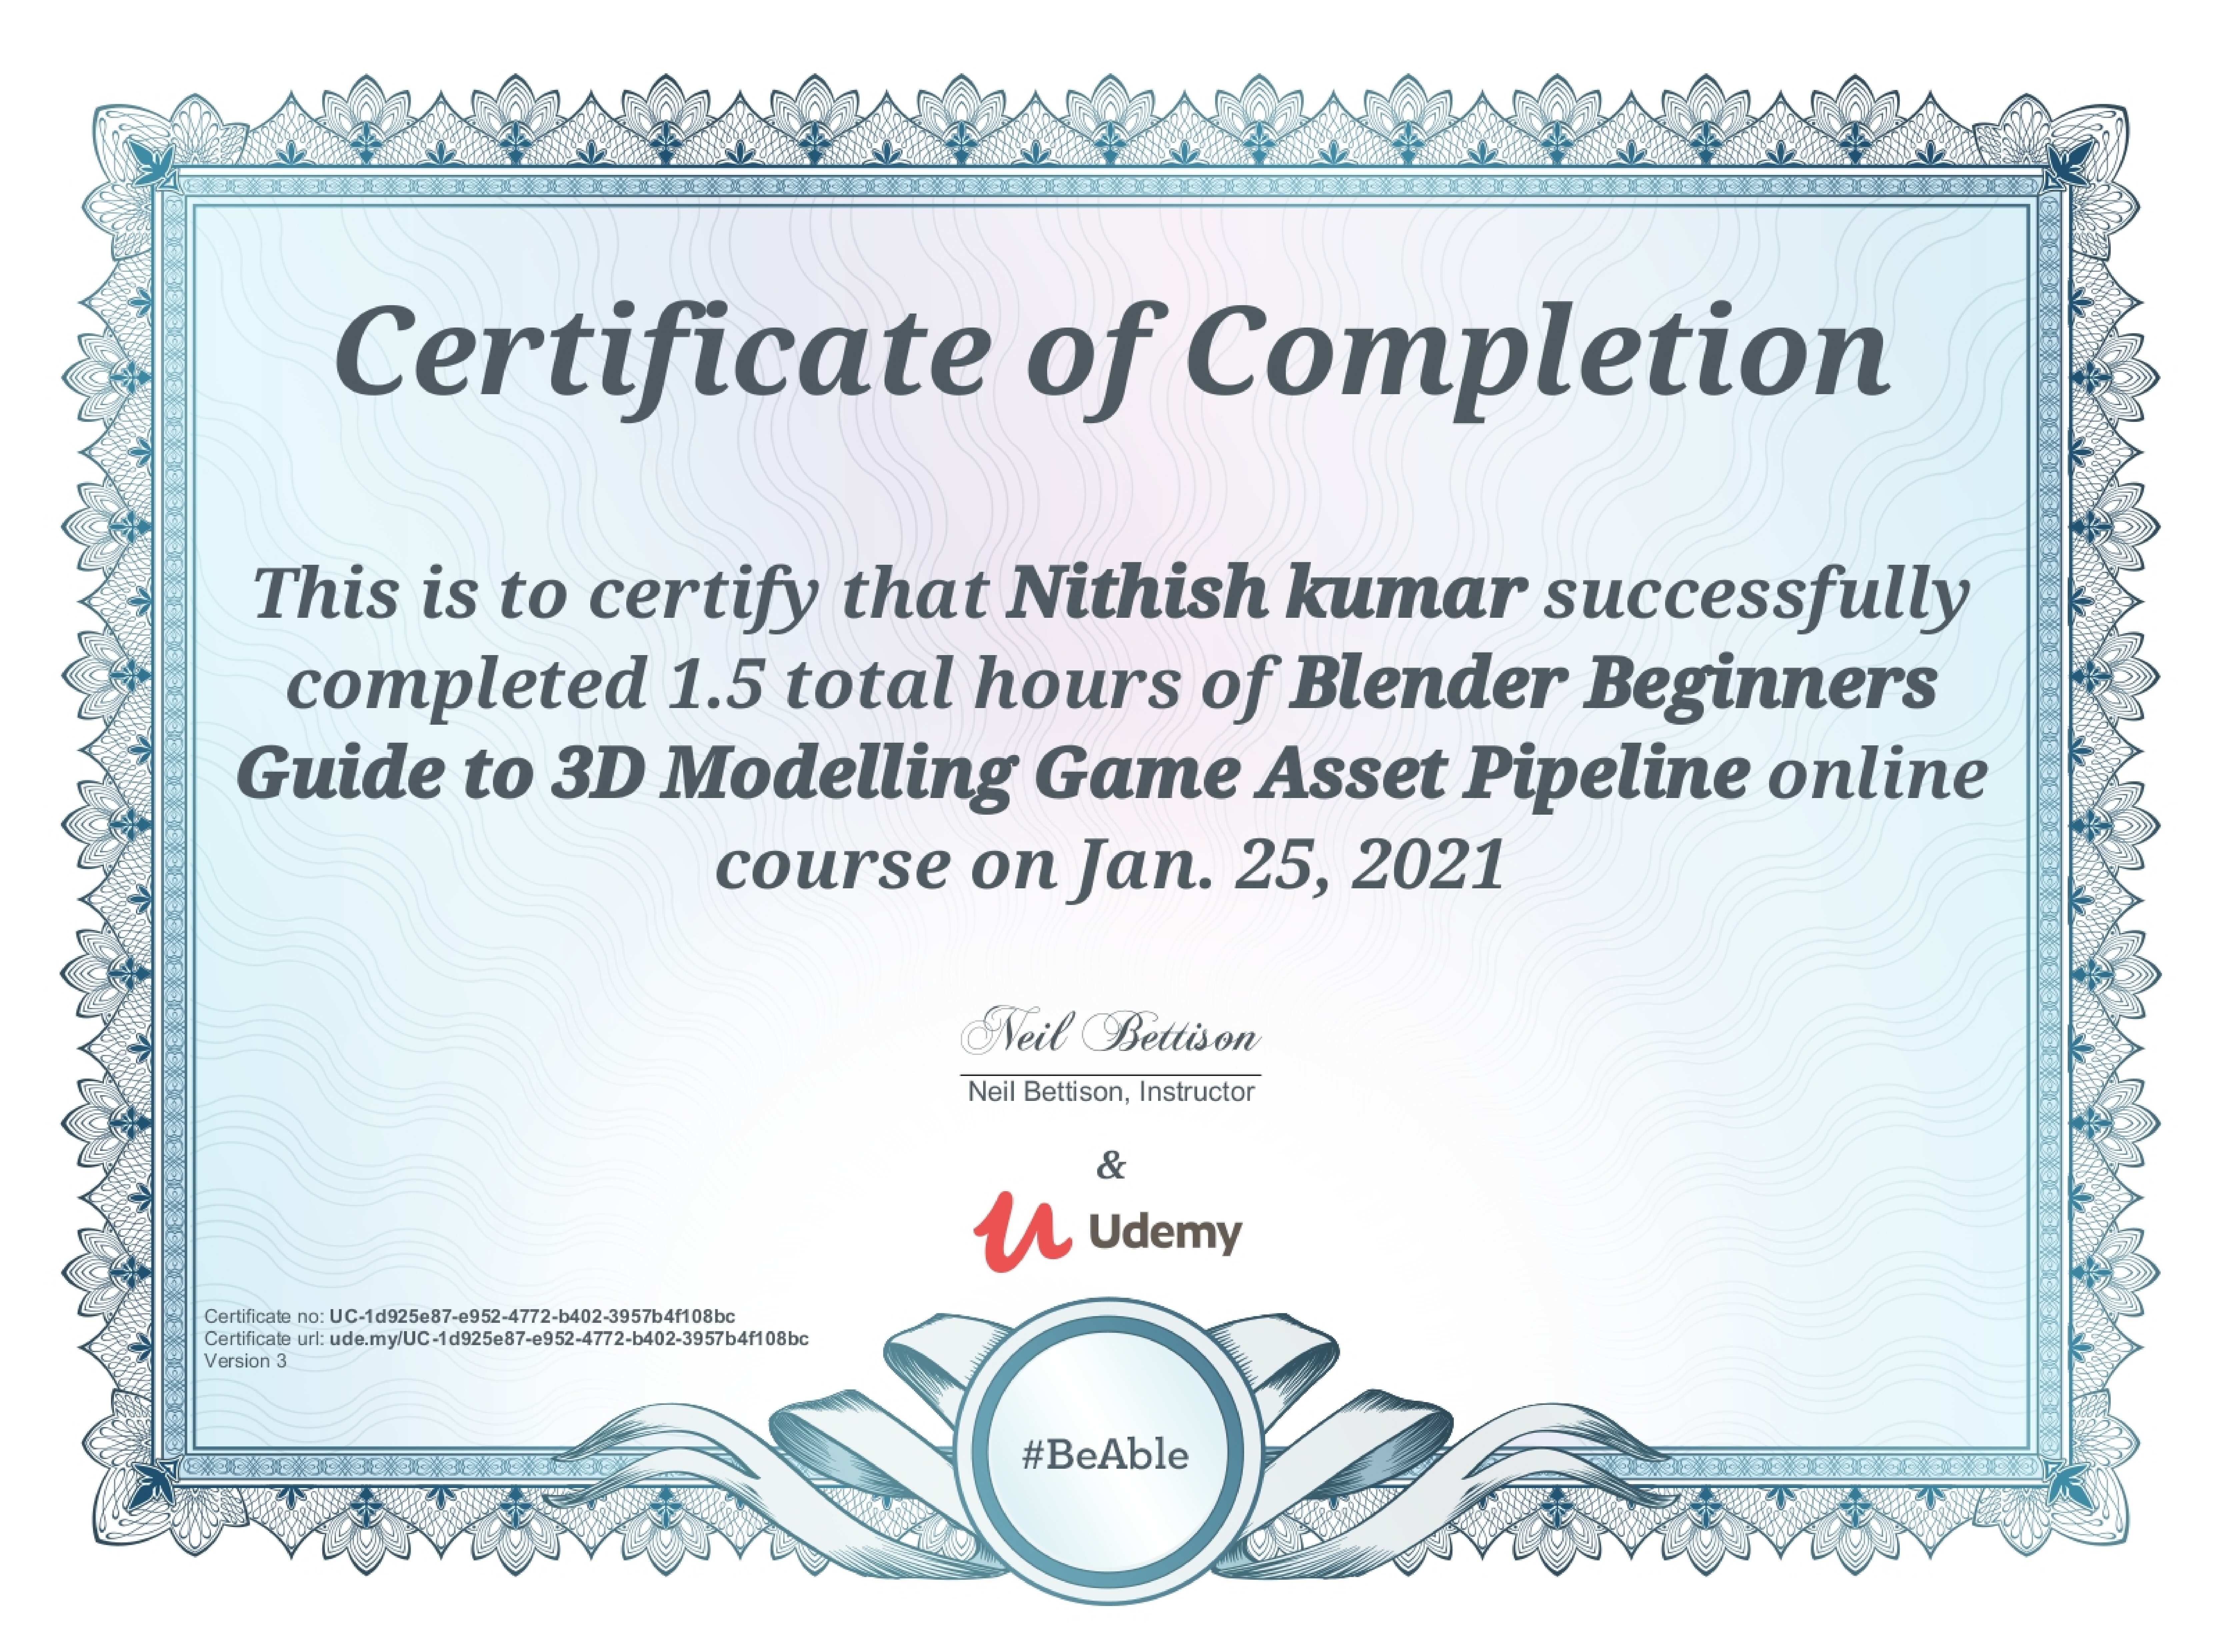 Certificate of Completion
This is to certify that Nithish kumar successfully
completed 1.5 total hours of Blender Beginners
Guide to 3D Modelling Game Asset Pipeline online
course on Jan. 25, 2021
Neil Bettison
Neil Bettison, Instructor
&
Udemy
Certificate no: UC-1d925e87-e952-4772-b402-3957b4f108bc
Certificate url: ude.my/UC-1d925e87-e952-4772-b402-3957b4f108bc
Version 3
#BeAble